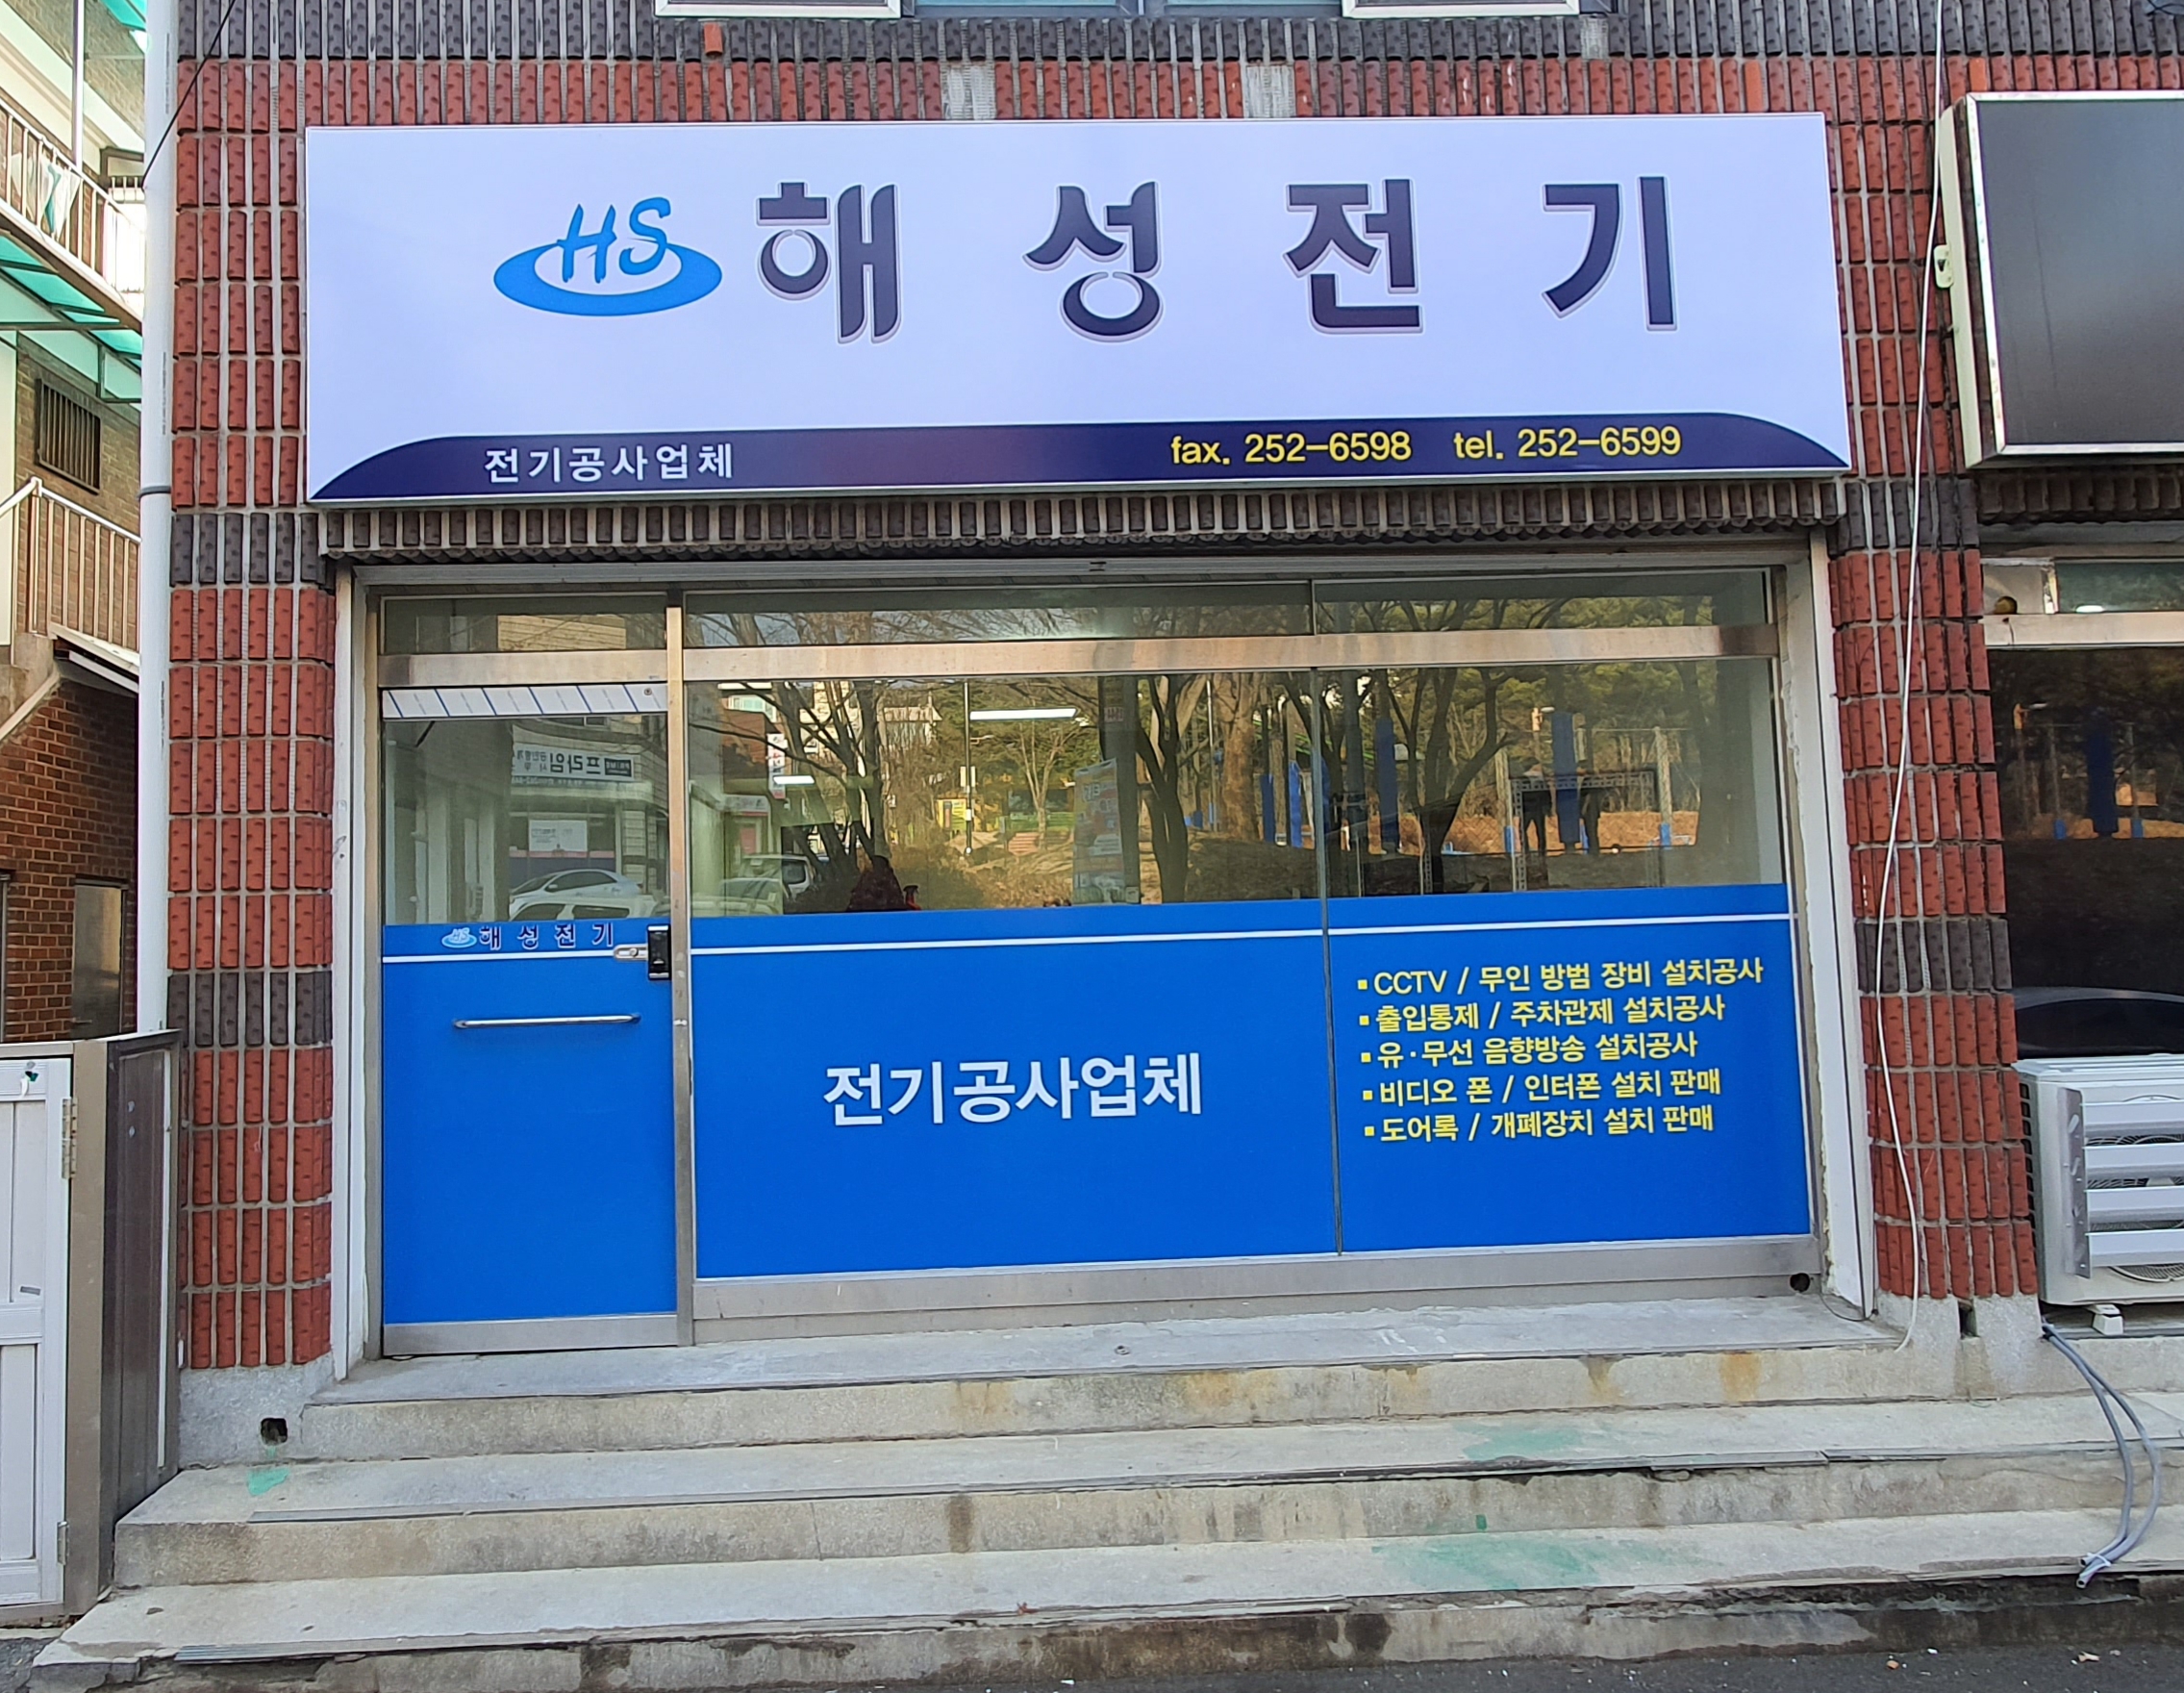 HS 해성전기
전기공사업체 fax. 252-6598 tel. 252-6599
프라임
HS 해성전기
전기공사업체
▪CCTV / 무인 방범 장비 설치공사
▪출입통제 / 주차관제 설치공사
▪유·무선 음향방송 설치공사
▪비디오 폰 / 인터폰 설치 판매
▪도어록 / 개폐장치 설치 판매